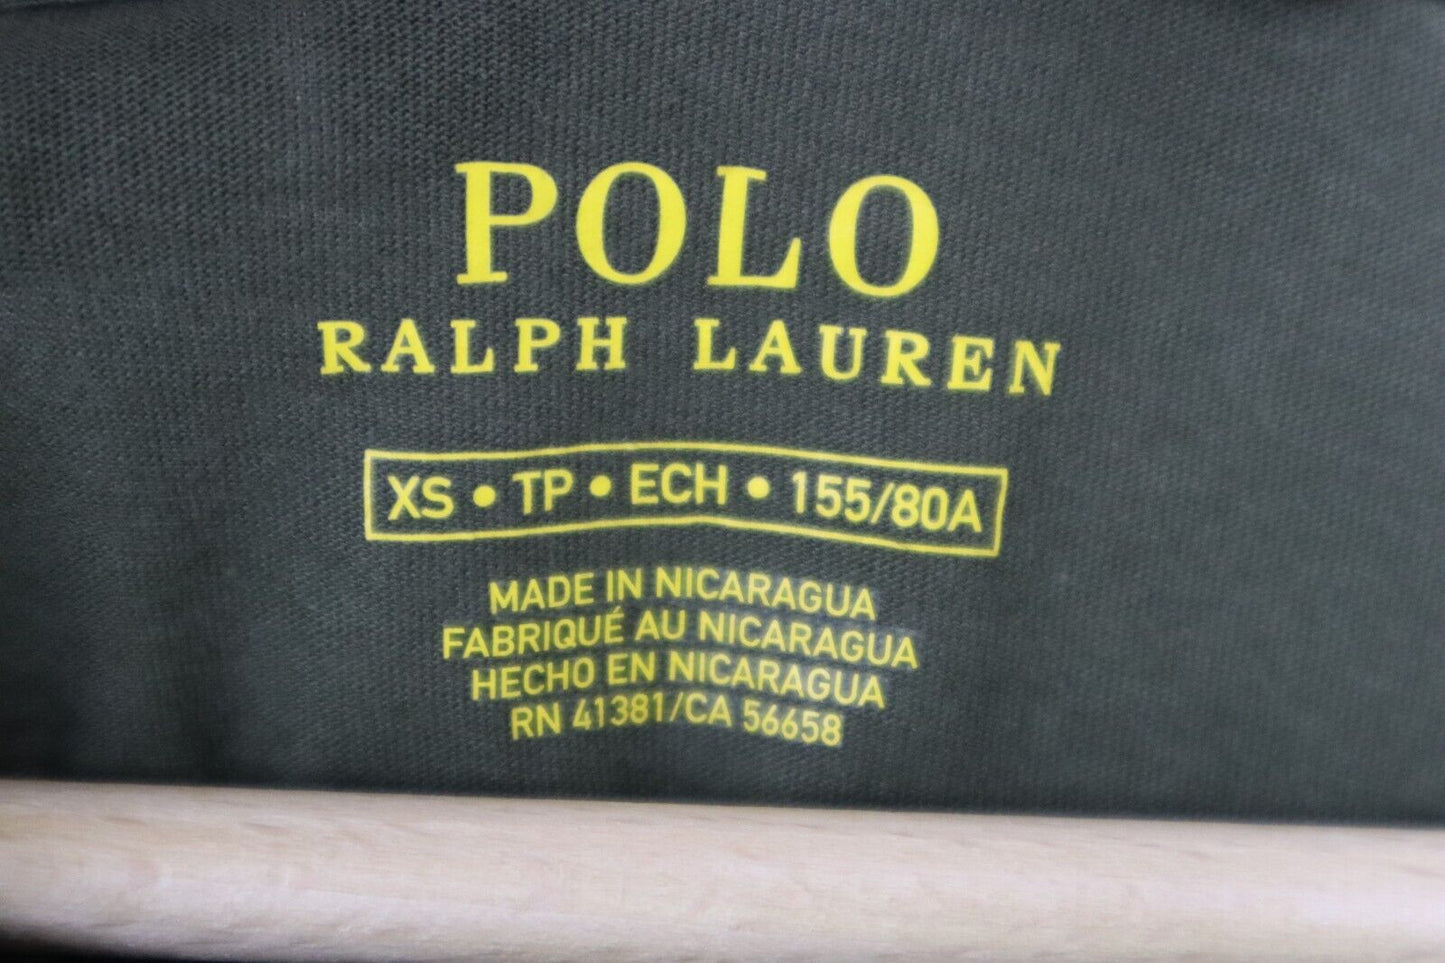 POLO
RALPH LAUREN
XS • TP • ECH • 155/80A
MADE IN NICARAGUA
FABRIQUÉ AU NICARAGUA
HECHO EN NICARAGUA
RN 41381/CA 56658